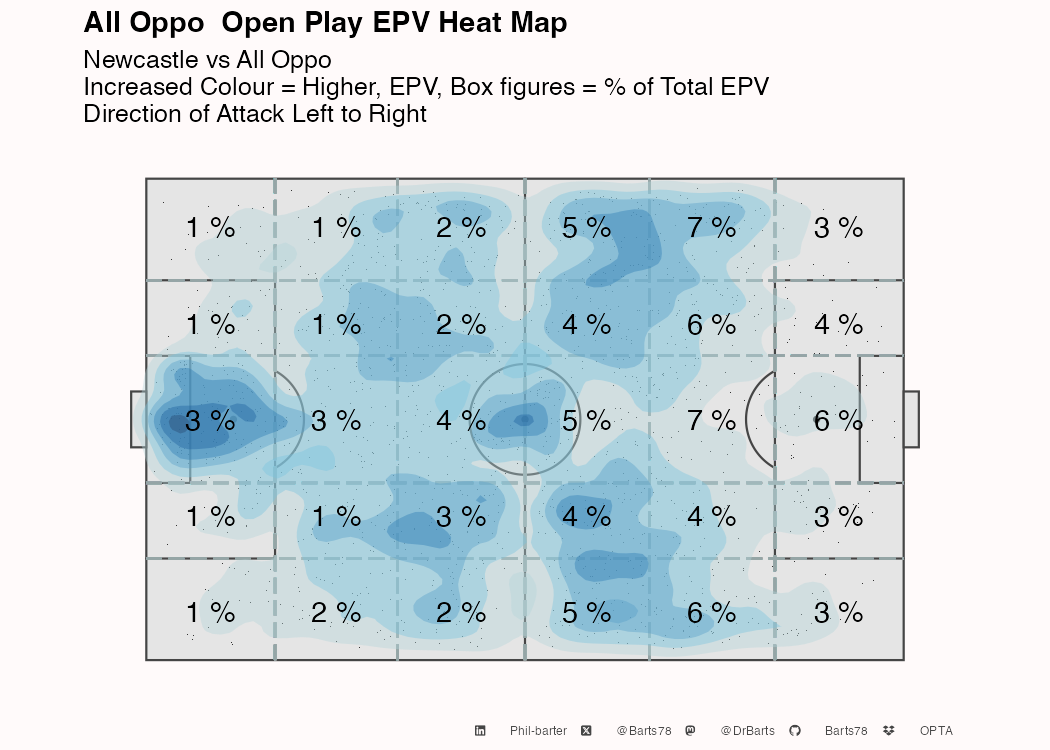 All Oppo  Open Play EPV Heat Map
Newcastle vs All Oppo
Increased Colour = Higher, EPV, Box figures = % of Total EPV
Direction of Attack Left to Right
1 % 1 % 2 % 5 % 7 % 3 %
1 % 1 % 2 % 4 % 6 % 4 %
3 % 3 % 4 % 5 % 7 % 6 %
1 % 1 % 3 % 4 % 4 % 3 %
1 % 2 % 2 % 5 % 6 % 3 %
Phil-barter @Barts78 @DrBarts Barts78 OPTA